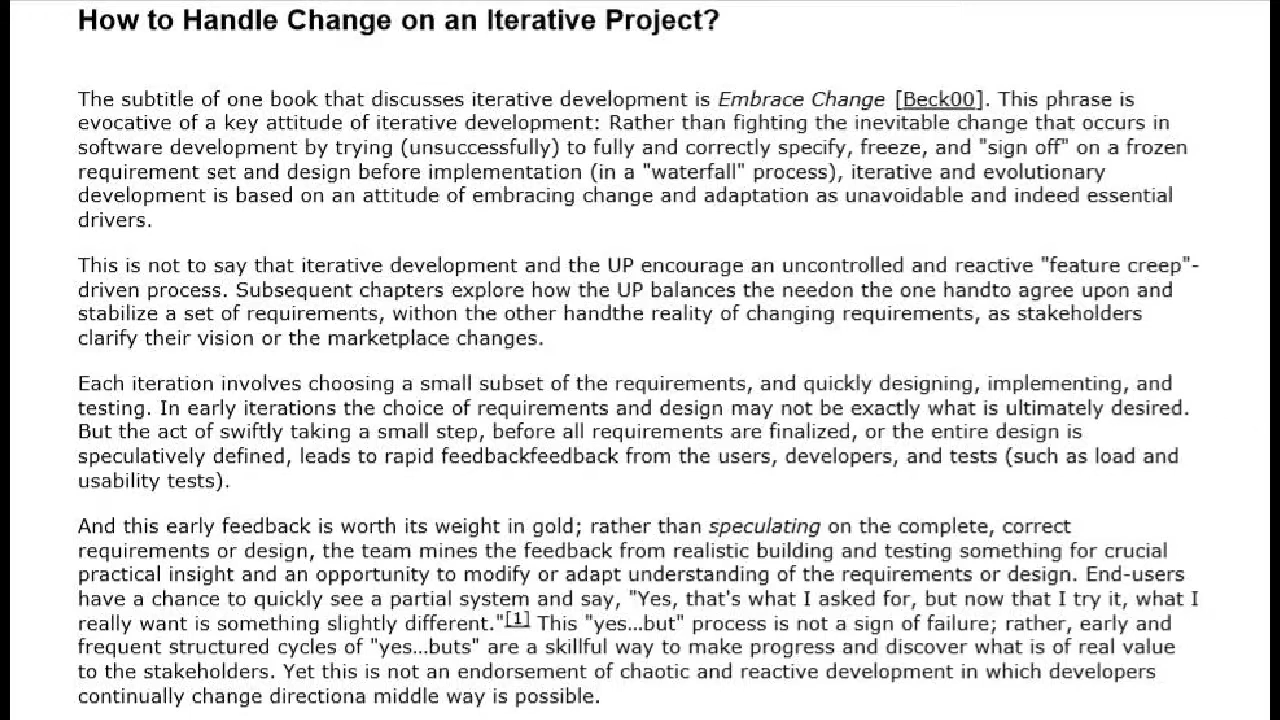 How to Handle Change on an Iterative Project?
The subtitle of one book that discusses iterative development is Embrace Change [Beck00]. This phrase is
evocative of a key attitude of iterative development: Rather than fighting the inevitable change that occurs in
software development by trying (unsuccessfully) to fully and correctly specify, freeze, and "sign off" on a frozen
requirement set and design before implementation (in a "waterfall" process), iterative and evolutionary
development is based on an attitude of embracing change and adaptation as unavoidable and indeed essential
drivers.
This is not to say that iterative development and the UP encourage an uncontrolled and reactive "feature creep"-
driven process. Subsequent chapters explore how the UP balances the needon the one handto agree upon and
stabilize a set of requirements, withon the other handthe reality of changing requirements, as stakeholders
clarify their vision or the marketplace changes.
Each iteration involves choosing a small subset of the requirements, and quickly designing, implementing, and
testing. In early iterations the choice of requirements and design may not be exactly what is ultimately desired.
But the act of swiftly taking a small step, before all requirements are finalized, or the entire design is
speculatively defined, leads to rapid feedbackfeedback from the users, developers, and tests (such as load and
usability tests).
And this early feedback is worth its weight in gold; rather than speculating on the complete, correct
requirements or design, the team mines the feedback from realistic building and testing something for crucial
practical insight and an opportunity to modify or adapt understanding of the requirements or design. End-users
have a chance to quickly see a partial system and say, "Yes, that's what I asked for, but now that I try it, what I
really want is something slightly different."[1] This "yes...but" process is not a sign of failure; rather, early and
frequent structured cycles of "yes...buts" are a skillful way to make progress and discover what is of real value
to the stakeholders. Yet this is not an endorsement of chaotic and reactive development in which developers
continually change directiona middle way is possible.